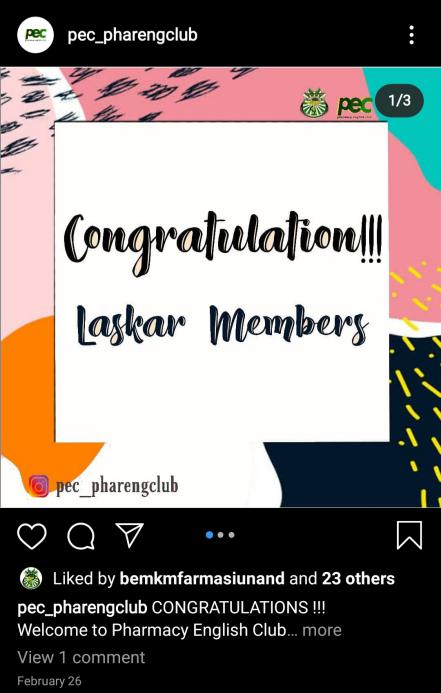 pec
pec_pharengclub
pec
1/3
Congratulation!!!
Laskar Members
pec_pharengclub
Liked by bemkmfarmasiunand and 23 others
pec_pharengclub CONGRATULATIONS !!!
Welcome to Pharmacy English Club... more
View 1 comment
February 26